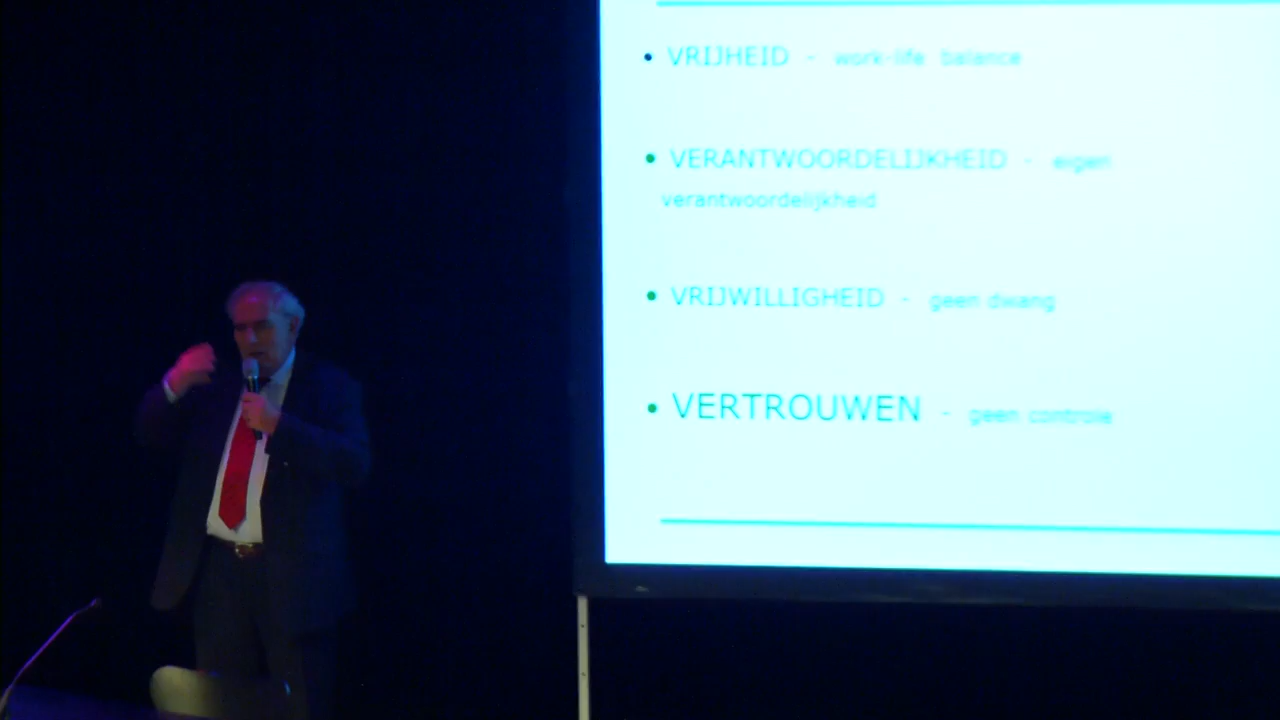 • VRIJHEID - work-life balance
• VERANTWOORDELIJKHEID - eigen
verantwoordelijkheid
• VRIJWILLIGHEID - geen dwang
• VERTROUWEN - geen controle